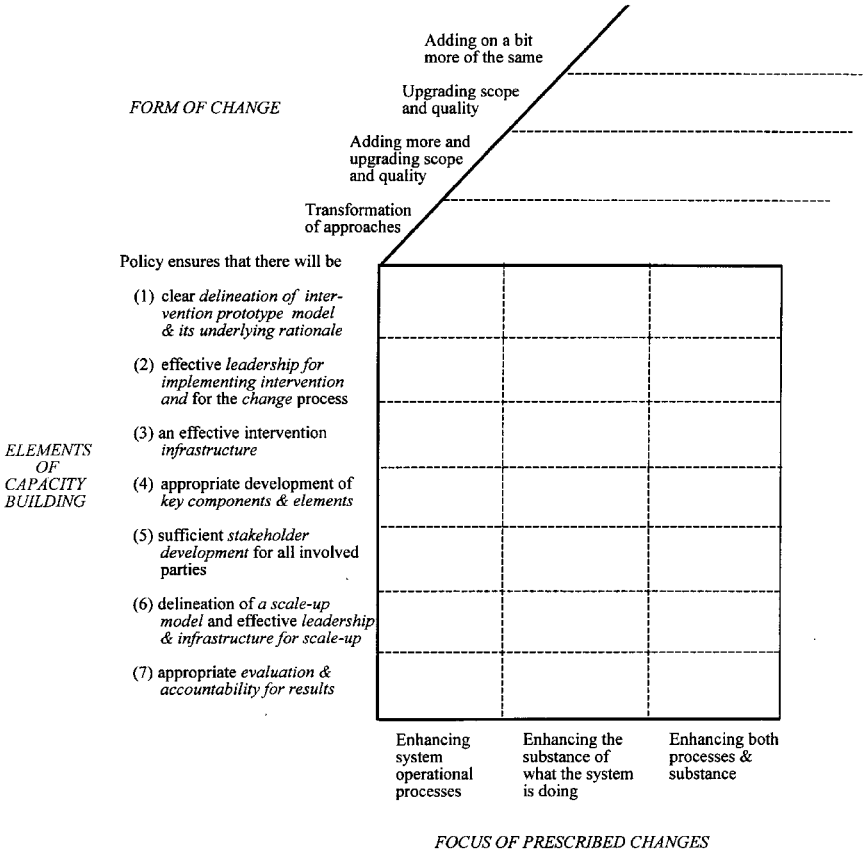 Adding on a bit
more of the same
Upgrading scope
and quality
FORM OF CHANGE
Adding more and
upgrading scope
and quality
Transformation
of approaches
Policy ensures that there will be
(1) clear delineation of inter-
vention prototype model
& its underlying rationale
(2) effective leadership for
implementing intervention
and for the change process
(3) an effective intervention
infrastructure
ELEMENTS
OF
CAPACITY
BUILDING
(4) appropriate development of
key components & elements
(5) sufficient stakeholder
development for all involved
parties
(6) delineation of a scale-up
model and effective leadership
& infrastructure for scale-up
(7) appropriate evaluation &
accountability for results
Enhancing
system
operational
processes
Enhancing the
substance of
what the system
is doing
Enhancing both
processes &
substance
FOCUS OF PRESCRIBED CHANGES